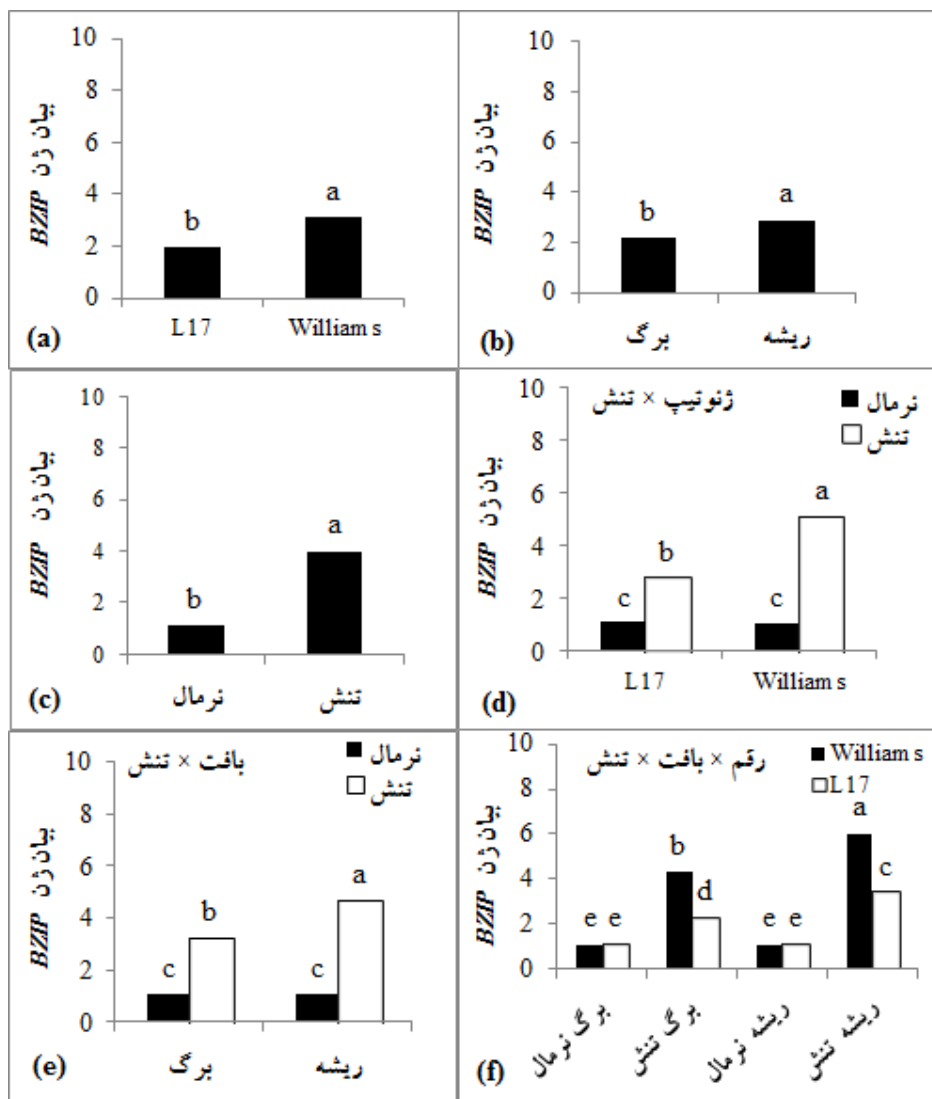 10
8
6
4
2
0
بیان ژن BZIP
b
a
L17
Williams
(a)
10
8
6
4
2
0
بیان ژن BZIP
b
a
برگ
ریشه
(b)
10
8
6
4
2
0
بیان ژن BZIP
b
a
نرمال
تنش
(c)
10
8
6
4
2
0
بیان ژن BZIP
ژنوتیپ × تنش
نرمال
تنش
c
b
c
a
L17
Williams
(d)
10
8
6
4
2
0
بیان ژن BZIP
بافت × تنش
نرمال
تنش
c
b
c
a
برگ
ریشه
(e)
10
8
6
4
2
0
بیان ژن BZIP
رقم × بافت × تنش
Williams
L17
e e
b
d
e e
a
c
برگ نرمال
برگ تنش
ریشه نرمال
ریشه تنش
(f)